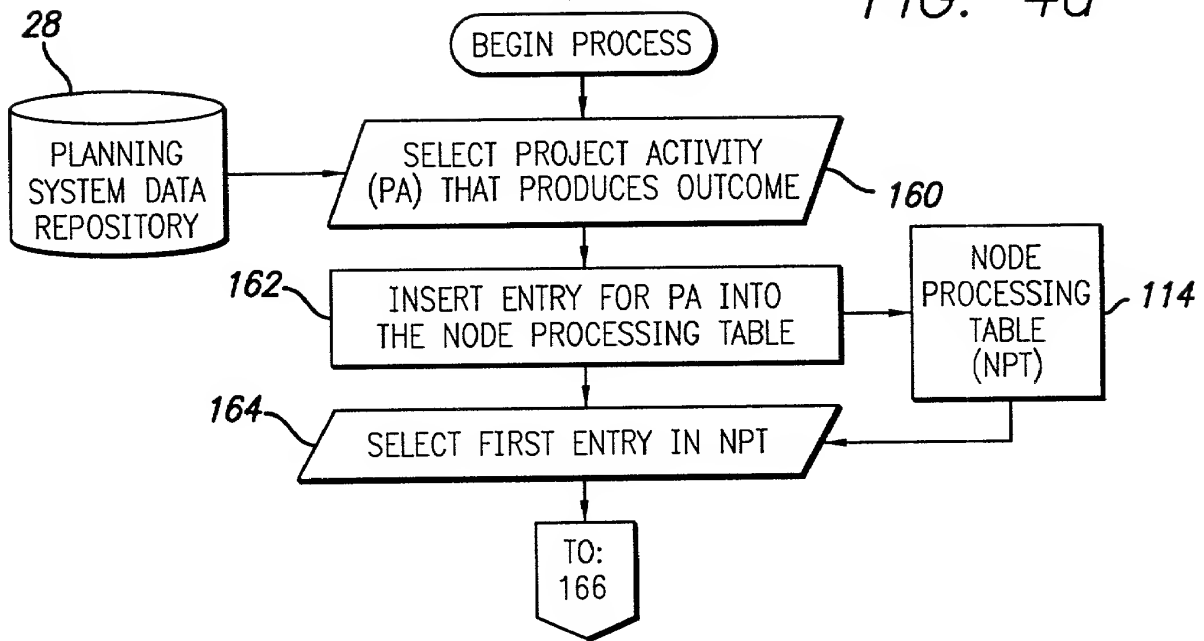 FIG. 4a
28
BEGIN PROCESS
PLANNING
SYSTEM DATA
REPOSITORY
SELECT PROJECT ACTIVITY
(PA) THAT PRODUCES OUTCOME
160
162
INSERT ENTRY FOR PA INTO
THE NODE PROCESSING TABLE
NODE
PROCESSING
TABLE
(NPT)
114
164
SELECT FIRST ENTRY IN NPT
TO:
166